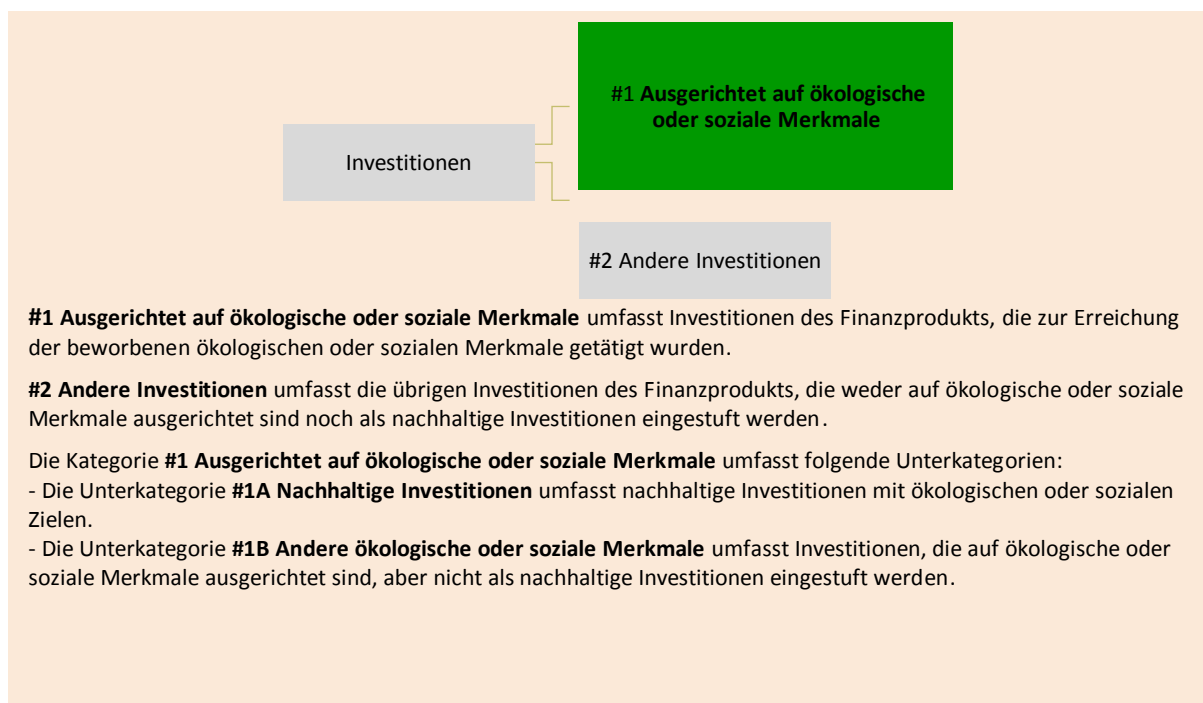 #1 Ausgerichtet auf ökologische
oder soziale Merkmale
Investitionen
#2 Andere Investitionen
#1 Ausgerichtet auf ökologische oder soziale Merkmale umfasst Investitionen des Finanzprodukts, die zur Erreichung
der beworbenen ökologischen oder sozialen Merkmale getätigt wurden.
#2 Andere Investitionen umfasst die übrigen Investitionen des Finanzprodukts, die weder auf ökologische oder soziale
Merkmale ausgerichtet sind noch als nachhaltige Investitionen eingestuft werden.
Die Kategorie #1 Ausgerichtet auf ökologische oder soziale Merkmale umfasst folgende Unterkategorien:
- Die Unterkategorie #1A Nachhaltige Investitionen umfasst nachhaltige Investitionen mit ökologischen oder sozialen
Zielen.
- Die Unterkategorie #1B Andere ökologische oder soziale Merkmale umfasst Investitionen, die auf ökologische oder
soziale Merkmale ausgerichtet sind, aber nicht als nachhaltige Investitionen eingestuft werden.